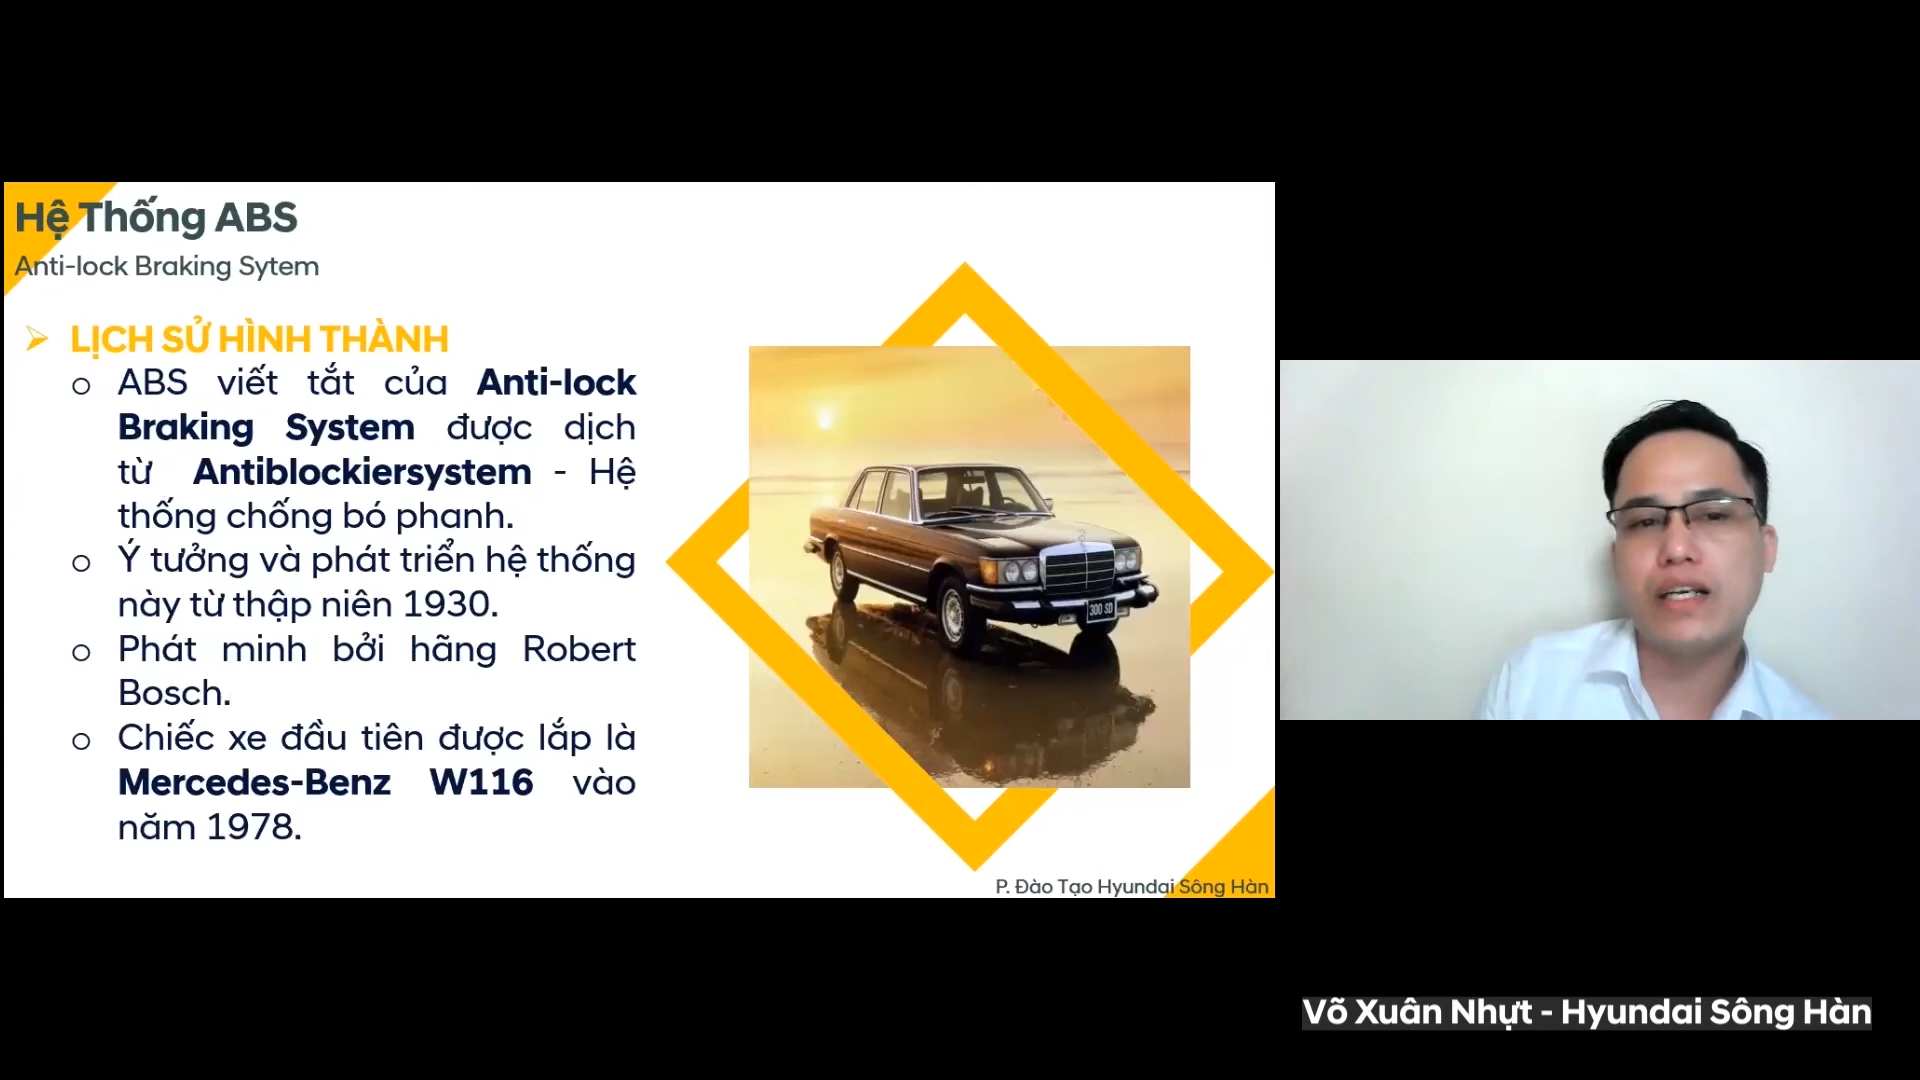 Hệ Thống ABS
Anti-lock Braking Sytem
LỊCH SỬ HÌNH THÀNH
ABS viết tắt của Anti-lock
Braking System được dịch
từ Antiblockiersystem - Hệ
thống chống bó phanh.
Ý tưởng và phát triển hệ thống
này từ thập niên 1930.
Phát minh bởi hãng Robert
Bosch.
Chiếc xe đầu tiên được lắp là
Mercedes-Benz W116 vào
năm 1978.
300 SD
P. Đào Tạo Hyundai Sông Hàn
Võ Xuân Nhựt - Hyundai Sông Hàn